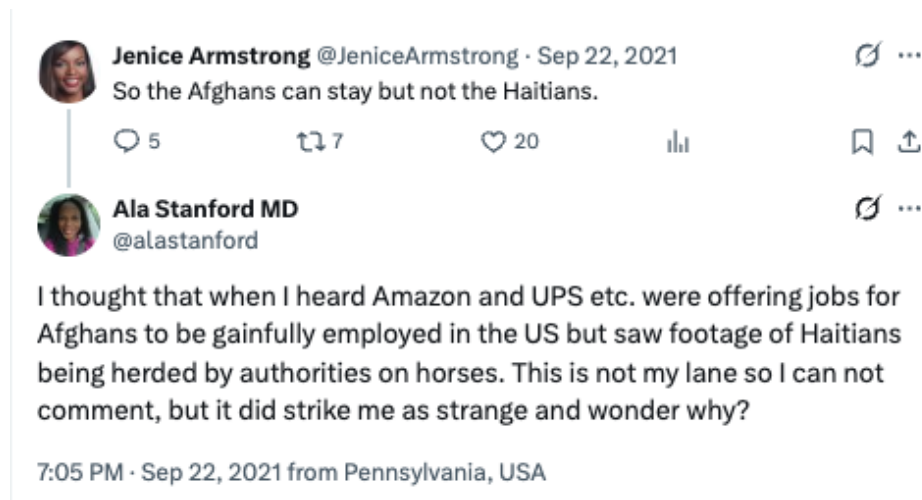 Jenice Armstrong @JeniceArmstrong · Sep 22, 2021
So the Afghans can stay but not the Haitians.
5 7 20
Ala Stanford MD
@alastanford
I thought that when I heard Amazon and UPS etc. were offering jobs for
Afghans to be gainfully employed in the US but saw footage of Haitians
being herded by authorities on horses. This is not my lane so I can not
comment, but it did strike me as strange and wonder why?
7:05 PM · Sep 22, 2021 from Pennsylvania, USA